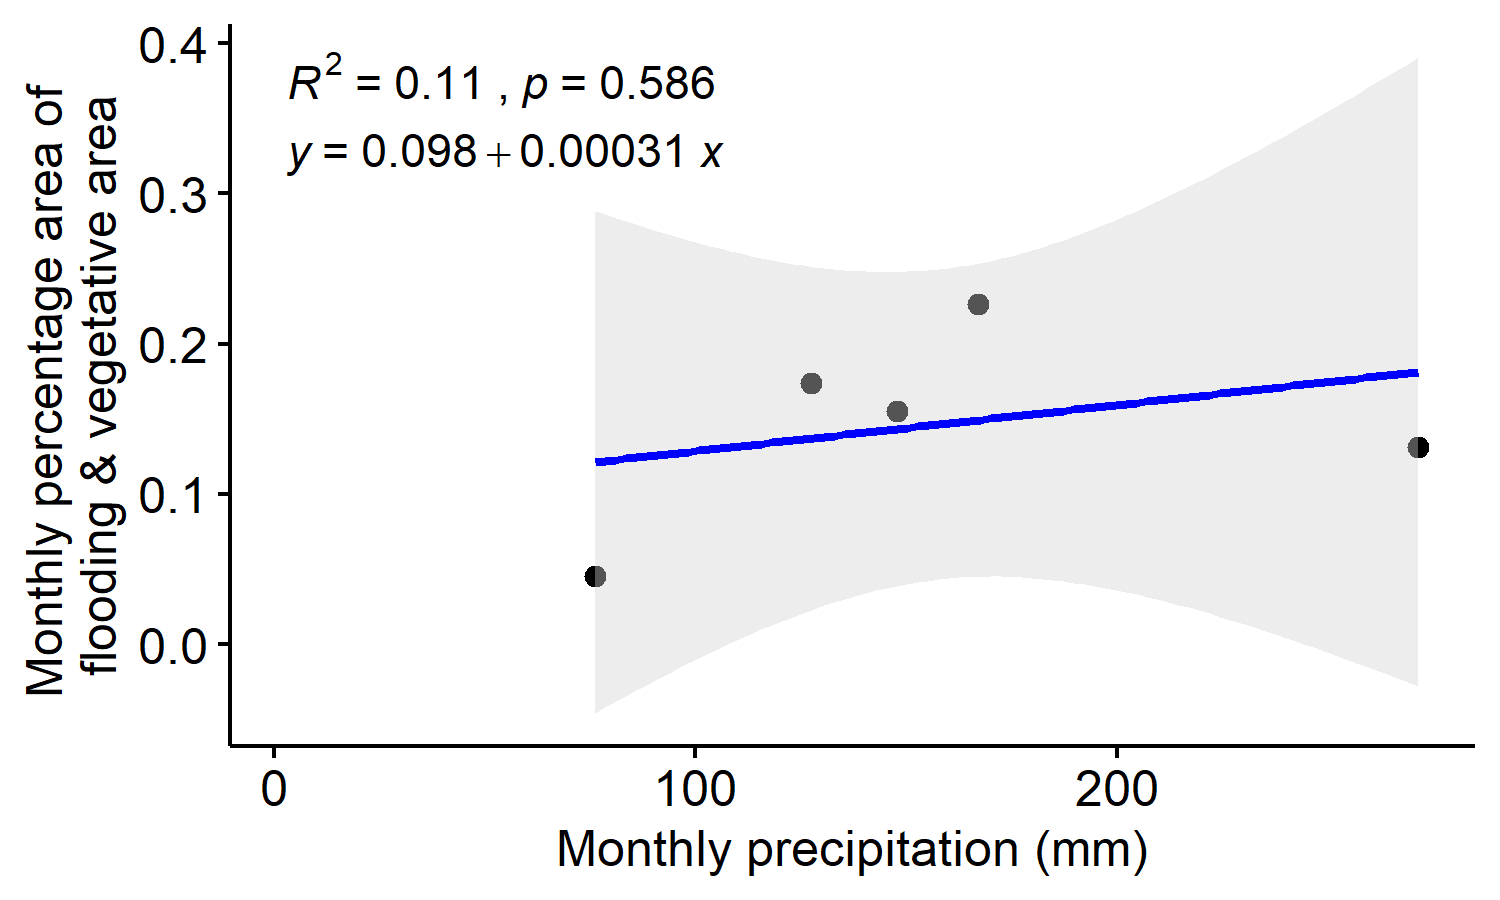 R² = 0.11 , p = 0.586
y = 0.098 + 0.00031 x
Monthly percentage area of
flooding & vegetative area
0.4
0.3
0.2
0.1
0.0
0
100
200
Monthly precipitation (mm)